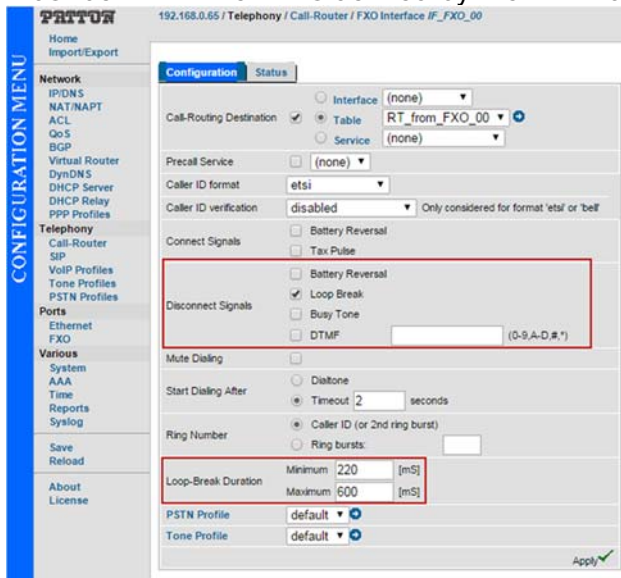 PATTON
192.168.0.65 / Telephony / Call-Router / FXO Interface IF_FXO_00
CONFIGURATION MENU
Home
Import/Export
Network
IP/DNS
NAT/NAPT
ACL
QoS
BGP
Virtual Router
DynDNS
DHCP Server
DHCP Relay
PPP Profiles
Telephony
Call-Router
SIP
VoIP Profiles
Tone Profiles
PSTN Profiles
Ports
Ethernet
FXO
Various
System
AAA
Time
Reports
Syslog
Save
Reload
About
License
Configuration Status
Call-Routing Destination
Interface (none)
Table RT_from_FXO_00
Service (none)
Precall Service (none)
Caller ID format etsi
Caller ID verification disabled Only considered for format 'etsi' or 'bell'
Connect Signals
Battery Reversal
Tax Pulse
Disconnect Signals
Battery Reversal
Loop Break
Busy Tone
DTMF (0-9,A-D,#,*)
Mute Dialing
Start Dialing After
Dialtone
Timeout 2 seconds
Ring Number
Caller ID (or 2nd ring burst)
Ring bursts:
Loop-Break Duration
Minimum 220 [mS]
Maximum 600 [mS]
PSTN Profile default
Tone Profile default
Apply